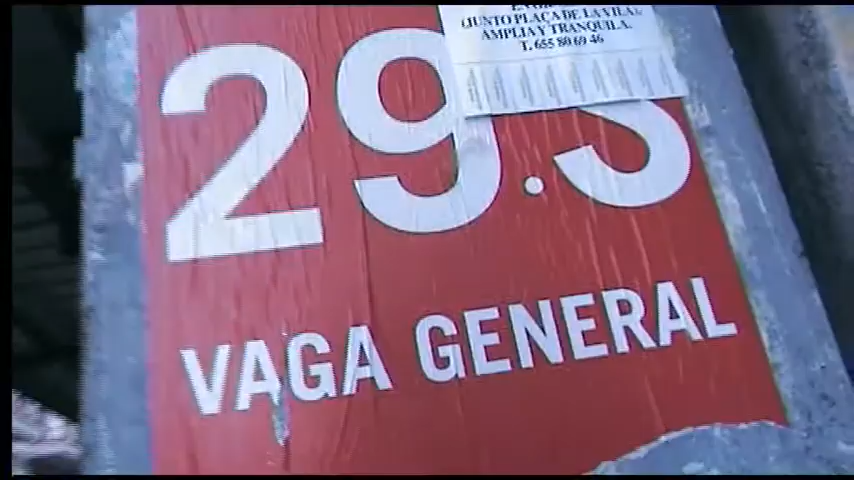 (JUNTO PLAÇA DE LA VILA)
AMPLIA Y TRANQUILA.
T. 655 80 69 46
29.3
VAGA GENERAL